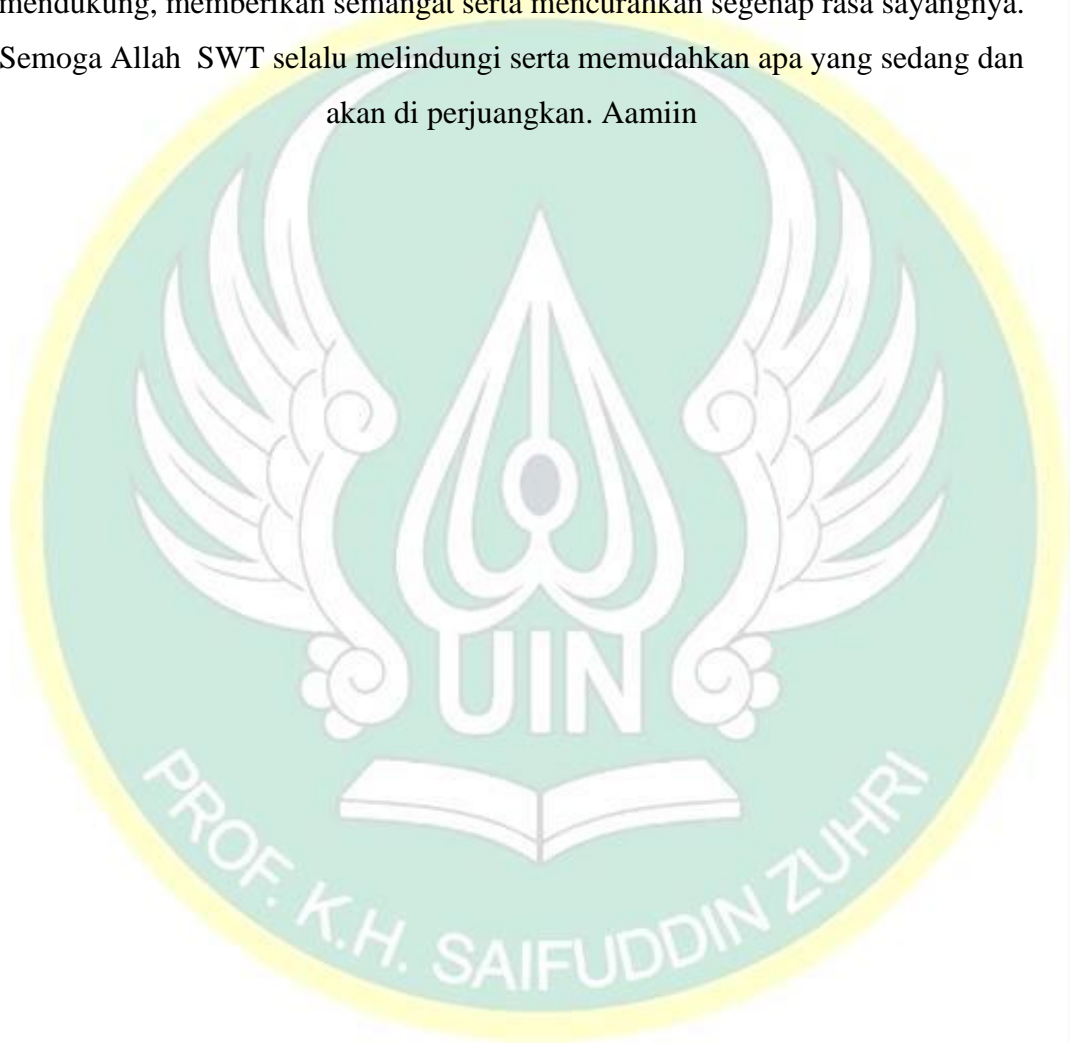 mendukung, memberikan semangat serta mencurahkan segenap rasa sayangnya.
Semoga Allah SWT selalu melindungi serta memudahkan apa yang sedang dan
akan di perjuangkan. Aamiin
UIN
PROF. K.H. SAIFUDDIN ZUHRI